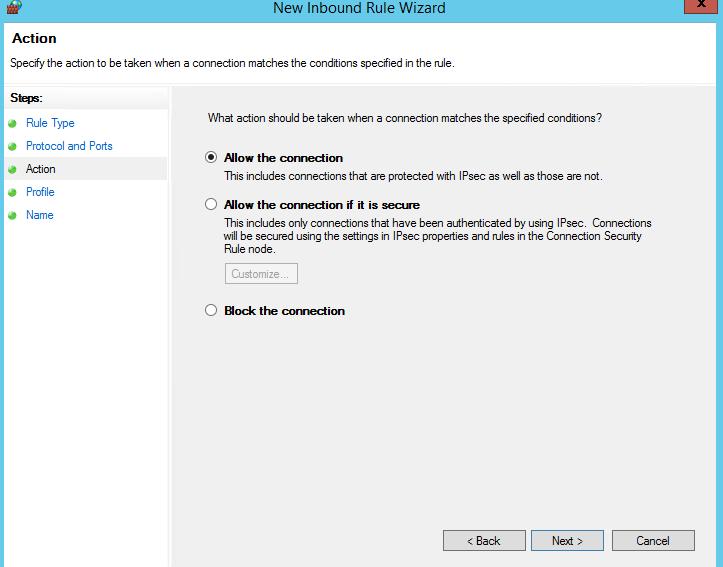 New Inbound Rule Wizard
x
Action
Specify the action to be taken when a connection matches the conditions specified in the rule.
Steps:
Rule Type
Protocol and Ports
Action
Profile
Name
What action should be taken when a connection matches the specified conditions?
Allow the connection
This includes connections that are protected with IPsec as well as those are not.
Allow the connection if it is secure
This includes only connections that have been authenticated by using IPsec.  Connections
will be secured using the settings in IPsec properties and rules in the Connection Security
Rule node.
Customize...
Block the connection
< Back
Next >
Cancel